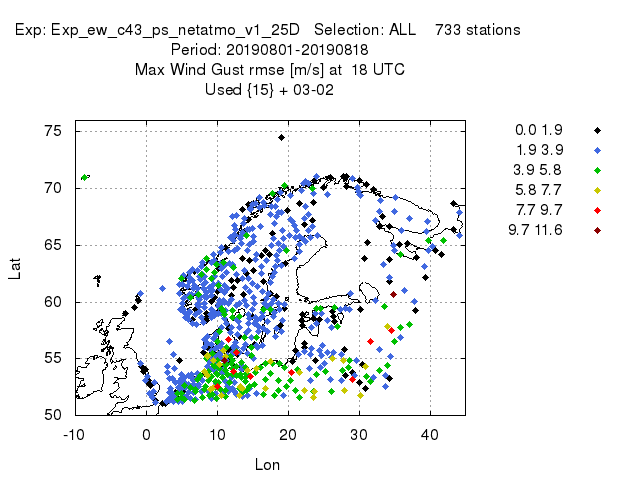 Exp: Exp_ew_c43_ps_netatmo_v1_25D Selection: ALL 733 stations
Period: 20190801-20190818
Max Wind Gust rmse [m/s] at 18 UTC
Used {15} + 03-02
75
70
65
60
55
50
Lat
-10 0 10 20 30 40
Lon
0.0 1.9
1.9 3.9
3.9 5.8
5.8 7.7
7.7 9.7
9.7 11.6